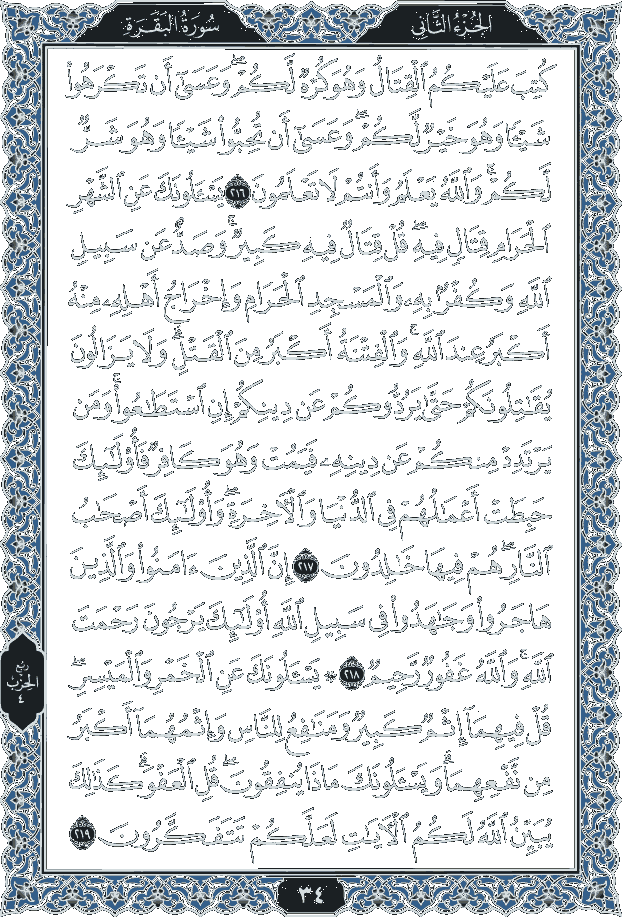 الجُزْءُ الثَّانِي
سُورَةُ البَقَرَةِ
كُتِبَ عَلَيْكُمُ ٱلْقِتَالُ وَهُوَ كُرْهٌ لَّكُمْ ۖ وَعَسَىٰٓ أَن تَكْرَهُوا۟
شَيْـًٔا وَهُوَ خَيْرٌ لَّكُمْ ۖ وَعَسَىٰٓ أَن تُحِبُّوا۟ شَيْـًٔا وَهُوَ شَرٌّ
لَّكُمْ ۗ وَٱللَّهُ يَعْلَمُ وَأَنتُمْ لَا تَعْلَمُونَ ٢١٦ يَسْـَٔلُونَكَ عَنِ ٱلشَّهْرِ
ٱلْحَرَامِ قِتَالٍ فِيهِ ۖ قُلْ قِتَالٌ فِيهِ كَبِيرٌ ۖ وَصَدٌّ عَن سَبِيلِ
ٱللَّهِ وَكُفْرٌۢ بِهِۦ وَٱلْمَسْجِدِ ٱلْحَرَامِ وَإِخْرَاجُ أَهْلِهِۦ مِنْهُ
أَكْبَرُ عِندَ ٱللَّهِ ۚ وَٱلْفِتْنَةُ أَكْبَرُ مِنَ ٱلْقَتْلِ ۗ وَلَا يَزَالُونَ
يُقَـٰتِلُونَكُمْ حَتَّىٰ يَرُدُّوكُمْ عَن دِينِكُمْ إِنِ ٱسْتَطَـٰعُوا۟ ۚ وَمَن
يَرْتَدِدْ مِنكُمْ عَن دِينِهِۦ فَيَمُتْ وَهُوَ كَافِرٌ فَأُو۟لَـٰٓئِكَ
حَبِطَتْ أَعْمَـٰلُهُمْ فِى ٱلدُّنْيَا وَٱلْـَٔاخِرَةِ ۖ وَأُو۟لَـٰٓئِكَ أَصْحَـٰبُ
ٱلنَّارِ ۖ هُمْ فِيهَا خَـٰلِدُونَ ٢١٧ إِنَّ ٱلَّذِينَ ءَامَنُوا۟ وَٱلَّذِينَ
هَاجَرُوا۟ وَجَـٰهَدُوا۟ فِى سَبِيلِ ٱللَّهِ أُو۟لَـٰٓئِكَ يَرْجُونَ رَحْمَتَ
ٱللَّهِ ۚ وَٱللَّهُ غَفُورٌ رَّحِيمٌ ٢١٨ ۞ يَسْـَٔلُونَكَ عَنِ ٱلْخَمْرِ وَٱلْمَيْسِرِ ۖ
قُلْ فِيهِمَآ إِثْمٌ كَبِيرٌ وَمَنَـٰفِعُ لِلنَّاسِ وَإِثْمُهُمَآ أَكْبَرُ
مِن نَّفْعِهِمَا ۗ وَيَسْـَٔلُونَكَ مَاذَا يُنفِقُونَ ۖ قُلِ ٱلْعَفْوَ ۗ كَذَٰلِكَ
يُبَيِّنُ ٱللَّهُ لَكُمُ ٱلْـَٔايَـٰتِ لَعَلَّكُمْ تَتَفَكَّرُونَ ٢١٩
ربع
الحزب
٤
٣٤